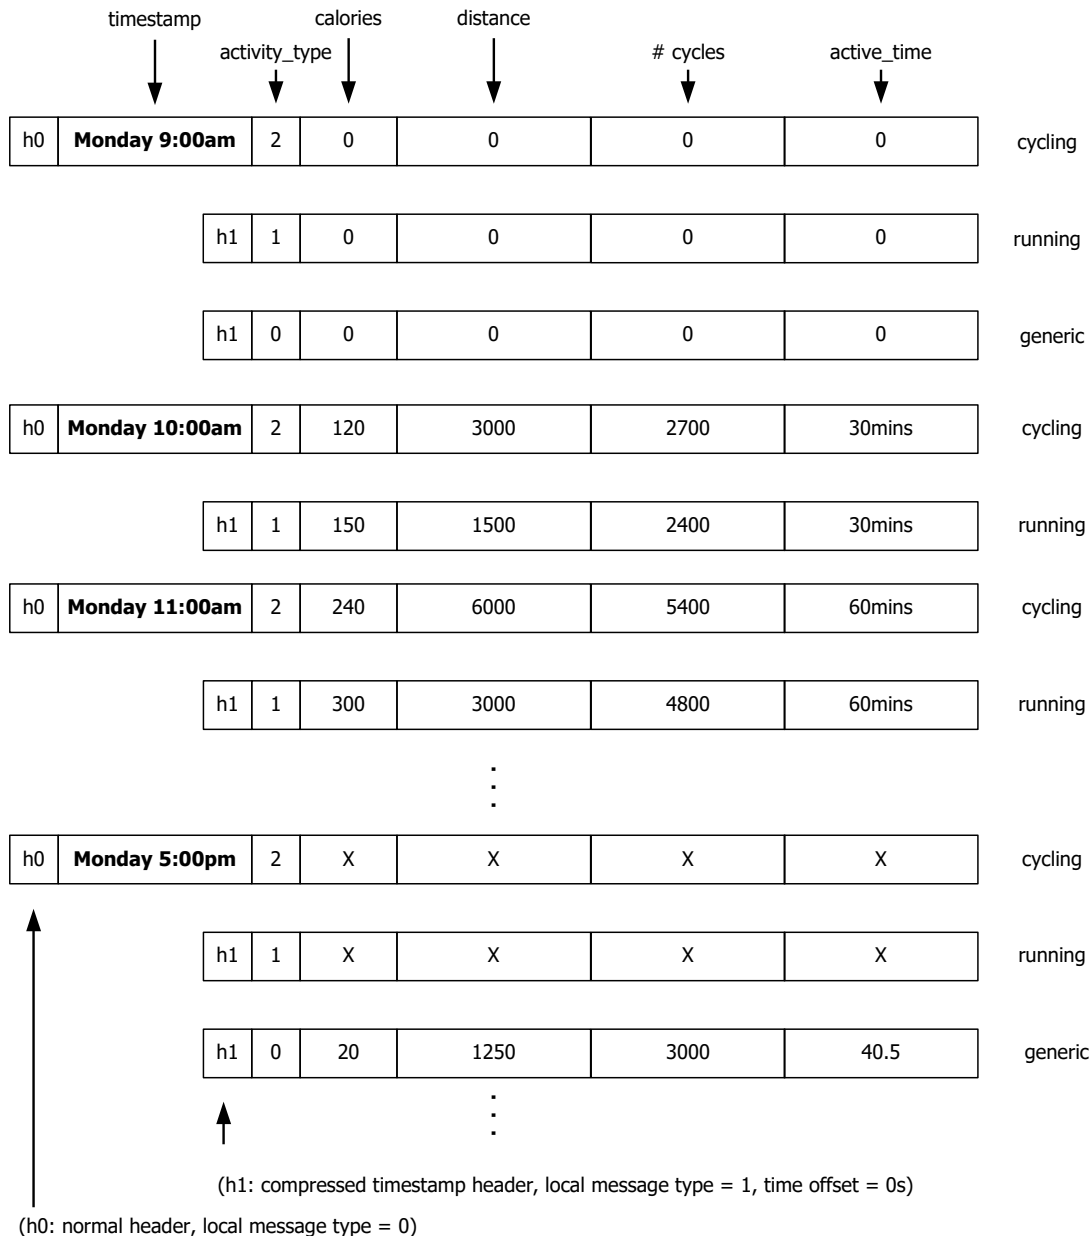 timestamp calories distance
activity_type # cycles active_time
h0 Monday 9:00am 2 0 0 0 0 cycling
h1 1 0 0 0 0 running
h1 0 0 0 0 0 generic
h0 Monday 10:00am 2 120 3000 2700 30mins cycling
h1 1 150 1500 2400 30mins running
h0 Monday 11:00am 2 240 6000 5400 60mins cycling
h1 1 300 3000 4800 60mins running
h0 Monday 5:00pm 2 X X X X cycling
h1 1 X X X X running
h1 0 20 1250 3000 40.5 generic
(h1: compressed timestamp header, local message type = 1, time offset = 0s)
(h0: normal header, local message type = 0)